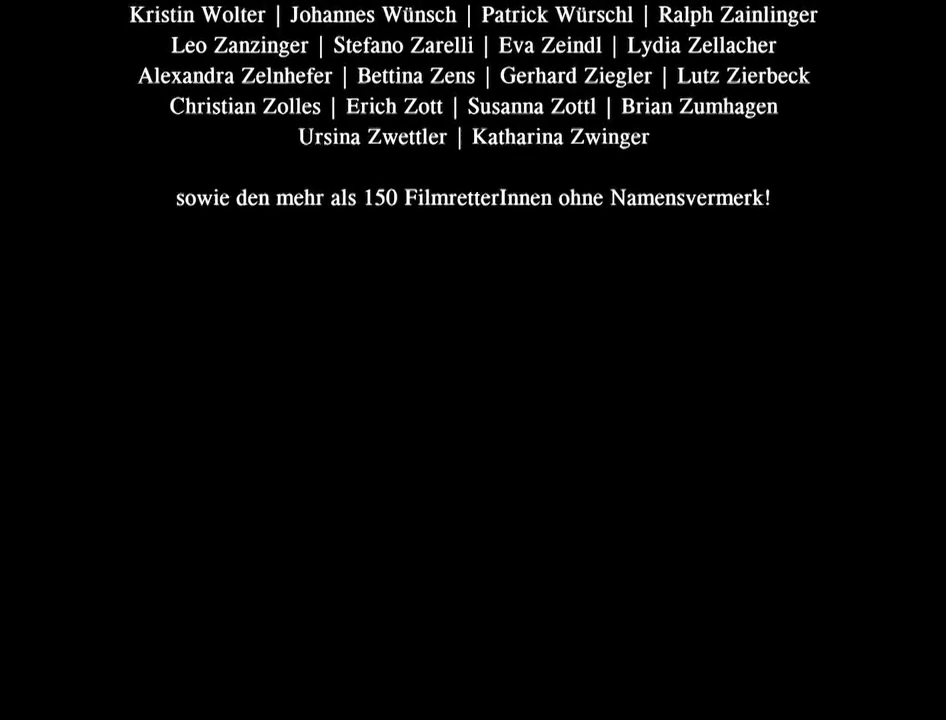 Kristin Wolter | Johannes Wünsch | Patrick Würschl | Ralph Zainlinger
Leo Zanzinger | Stefano Zarelli | Eva Zeindl | Lydia Zellacher
Alexandra Zelnhefer | Bettina Zens | Gerhard Ziegler | Lutz Zierbeck
Christian Zolles | Erich Zott | Susanna Zottl | Brian Zumhagen
Ursina Zwettler | Katharina Zwinger
sowie den mehr als 150 FilmretterInnen ohne Namensvermerk!